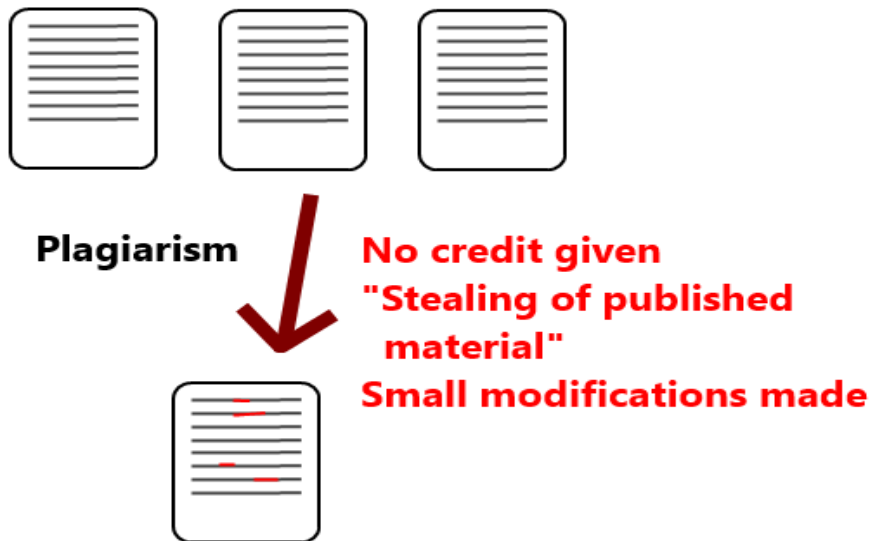 Plagiarism
No credit given
"Stealing of published
material"
Small modifications made